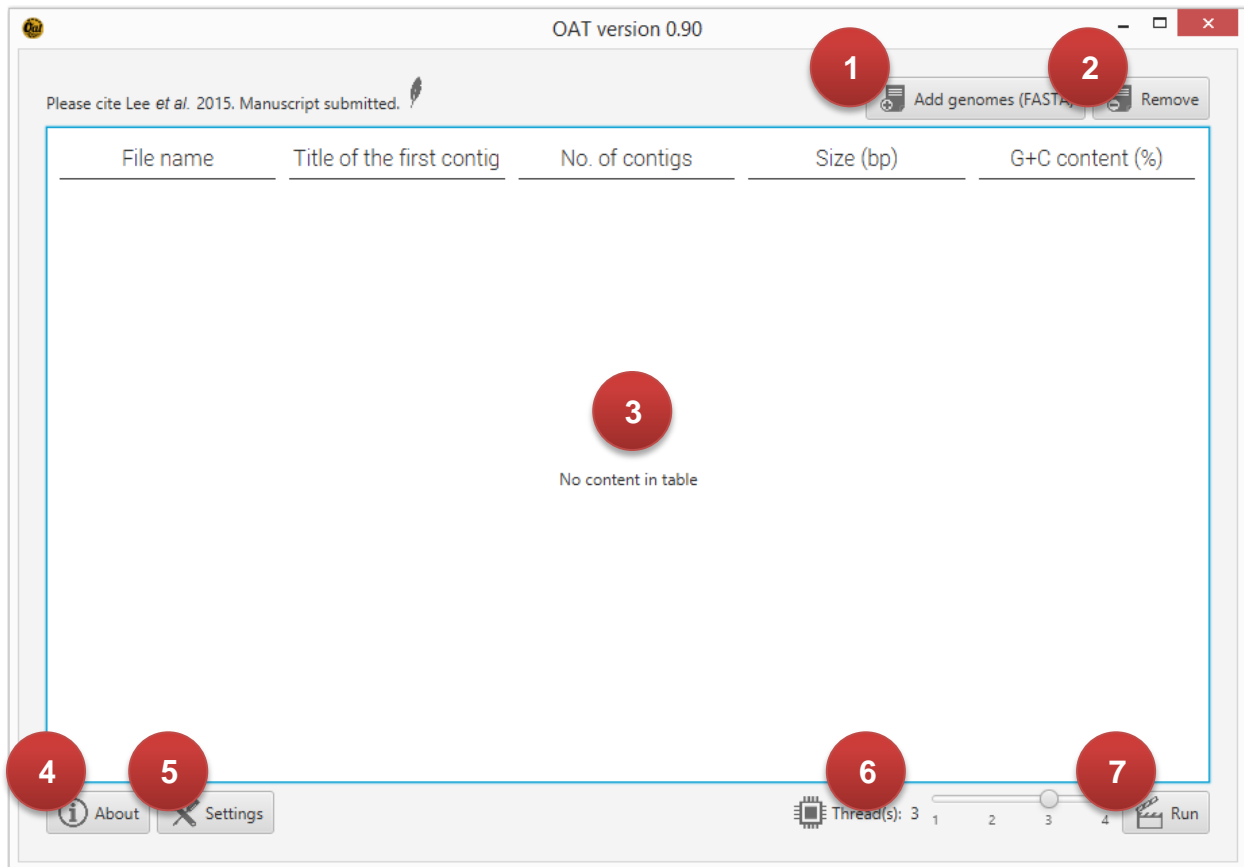 Oat
OAT version 0.90
1
2
Please cite Lee et al. 2015. Manuscript submitted.
Add genomes (FASTA)
Remove
File name
Title of the first contig
No. of contigs
Size (bp)
G+C content (%)
3
No content in table
4
5
6
7
About
Settings
Thread(s): 3
1 2 3 4
Run